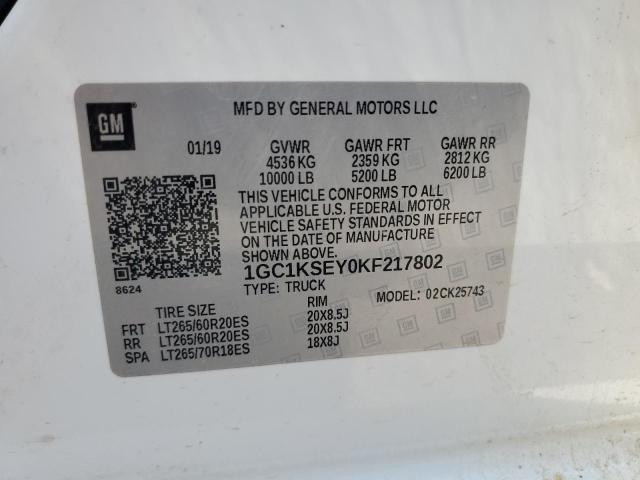 GM
MFD BY GENERAL MOTORS LLC
01/19 GVWR GAWR FRT GAWR RR
4536 KG 2359 KG 2812 KG
10000 LB 5200 LB 6200 LB
THIS VEHICLE CONFORMS TO ALL
APPLICABLE U.S. FEDERAL MOTOR
VEHICLE SAFETY STANDARDS IN EFFECT
ON THE DATE OF MANUFACTURE
SHOWN ABOVE.
1GC1KSEY0KF217802
8624
TYPE: TRUCK MODEL: 02CK25743
TIRE SIZE RIM
FRT LT265/60R20ES 20X8.5J
RR LT265/60R20ES 20X8.5J
SPA LT265/70R18ES 18X8J